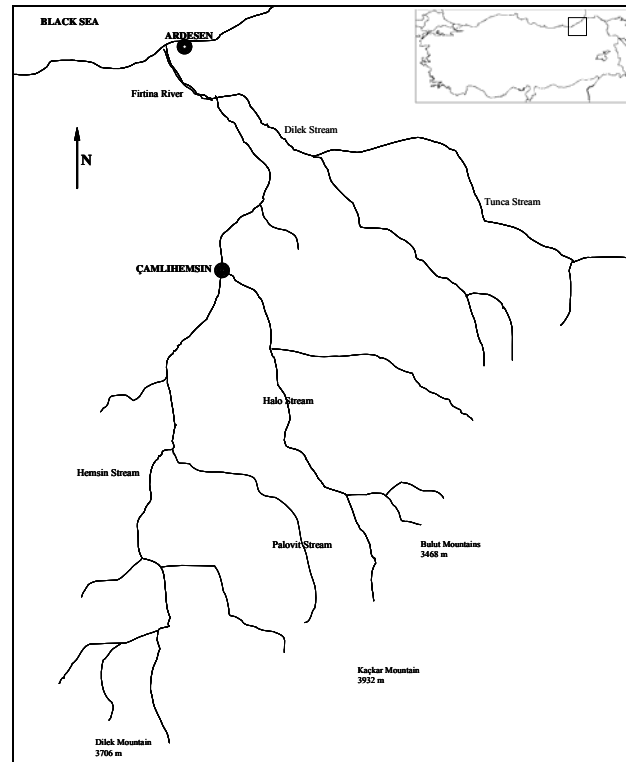 BLACK SEA
ARDESEN
Firtina River
Dilek Stream
N
Tunca Stream
ÇAMLIHEMSIN
Halo Stream
Hemsin Stream
Palovit Stream
Bulut Mountains
3468 m
Kaçkar Mountain
3932 m
Dilek Mountain
3706 m